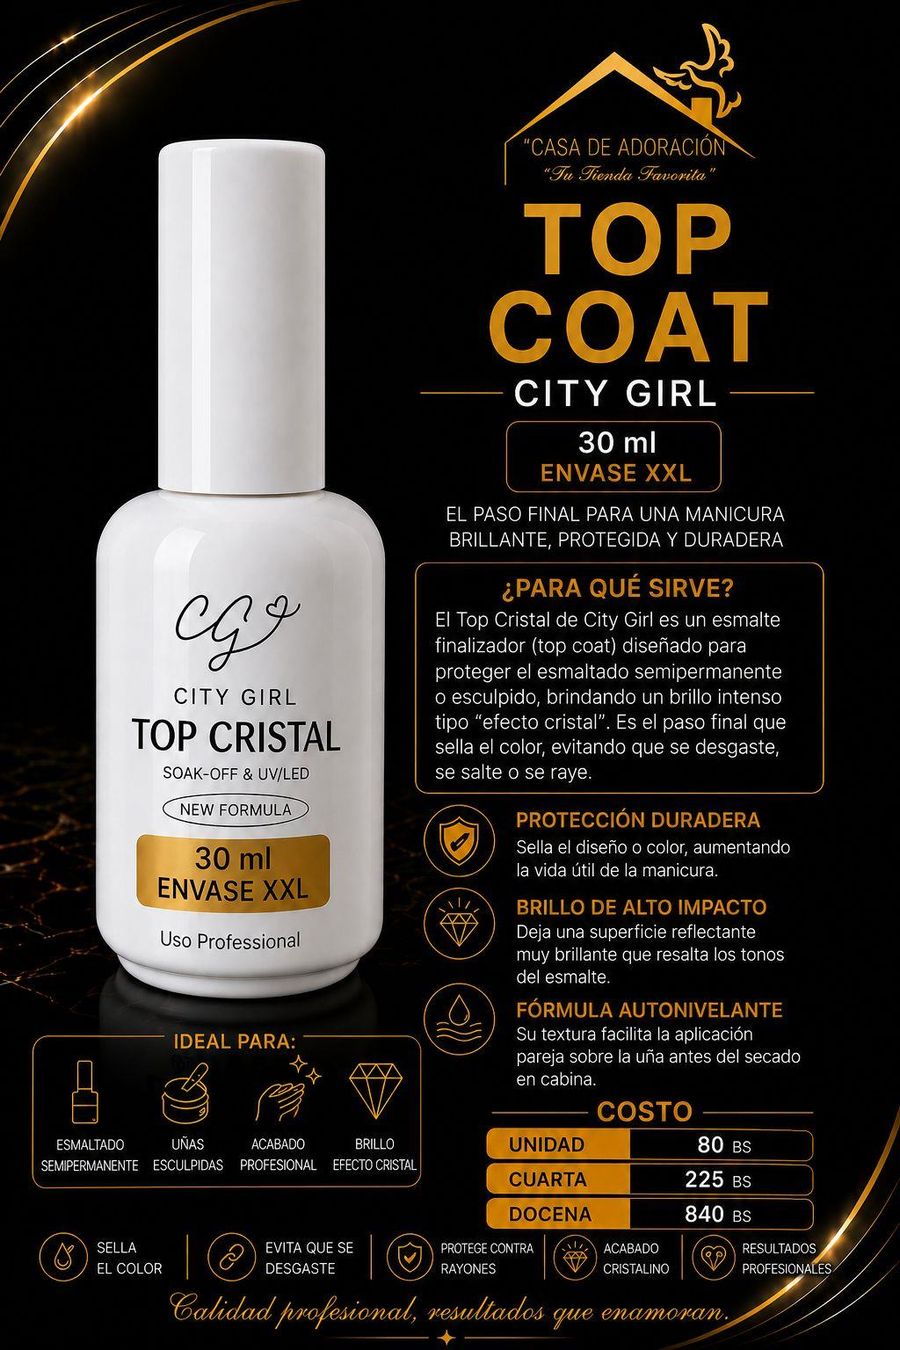 "CASA DE ADORACIÓN
"Tu Tienda Favorita"
TOP
COAT
CITY GIRL
30 ml
ENVASE XXL
EL PASO FINAL PARA UNA MANICURA
BRILLANTE, PROTEGIDA Y DURADERA
¿PARA QUÉ SIRVE?
El Top Cristal de City Girl es un esmalte
finalizador (top coat) diseñado para
proteger el esmaltado semipermanente
o esculpido, brindando un brillo intenso
tipo “efecto cristal”. Es el paso final que
sella el color, evitando que se desgaste,
se salte o se raye.
CG
CITY GIRL
TOP CRISTAL
SOAK-OFF & UV/LED
NEW FORMULA
30 ml
ENVASE XXL
Uso Professional
PROTECCIÓN DURADERA
Sella el diseño o color, aumentando
la vida útil de la manicura.
BRILLO DE ALTO IMPACTO
Deja una superficie reflectante
muy brillante que resalta los tonos
del esmalte.
FÓRMULA AUTONIVELANTE
Su textura facilita la aplicación
pareja sobre la uña antes del secado
en cabina.
IDEAL PARA:
ESMALTADO
SEMIPERMANENTE
UÑAS
ESCULPIDAS
ACABADO
PROFESIONAL
BRILLO
EFECTO CRISTAL
COSTO
UNIDAD 80 BS
CUARTA 225 BS
DOCENA 840 BS
SELLA
EL COLOR
EVITA QUE SE
DESGASTE
PROTEGE CONTRA
RAYONES
ACABADO
CRISTALINO
RESULTADOS
PROFESIONALES
Calidad profesional, resultados que enamoran.